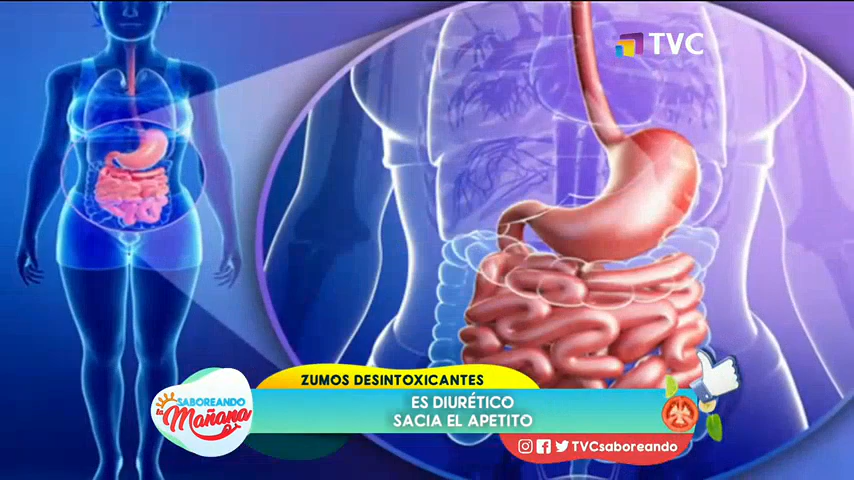 TVC
ZUMOS DESINTOXICANTES
SABOREANDO
Mañana
ES DIURÉTICO
SACIA EL APETITO
TVCsaboreando